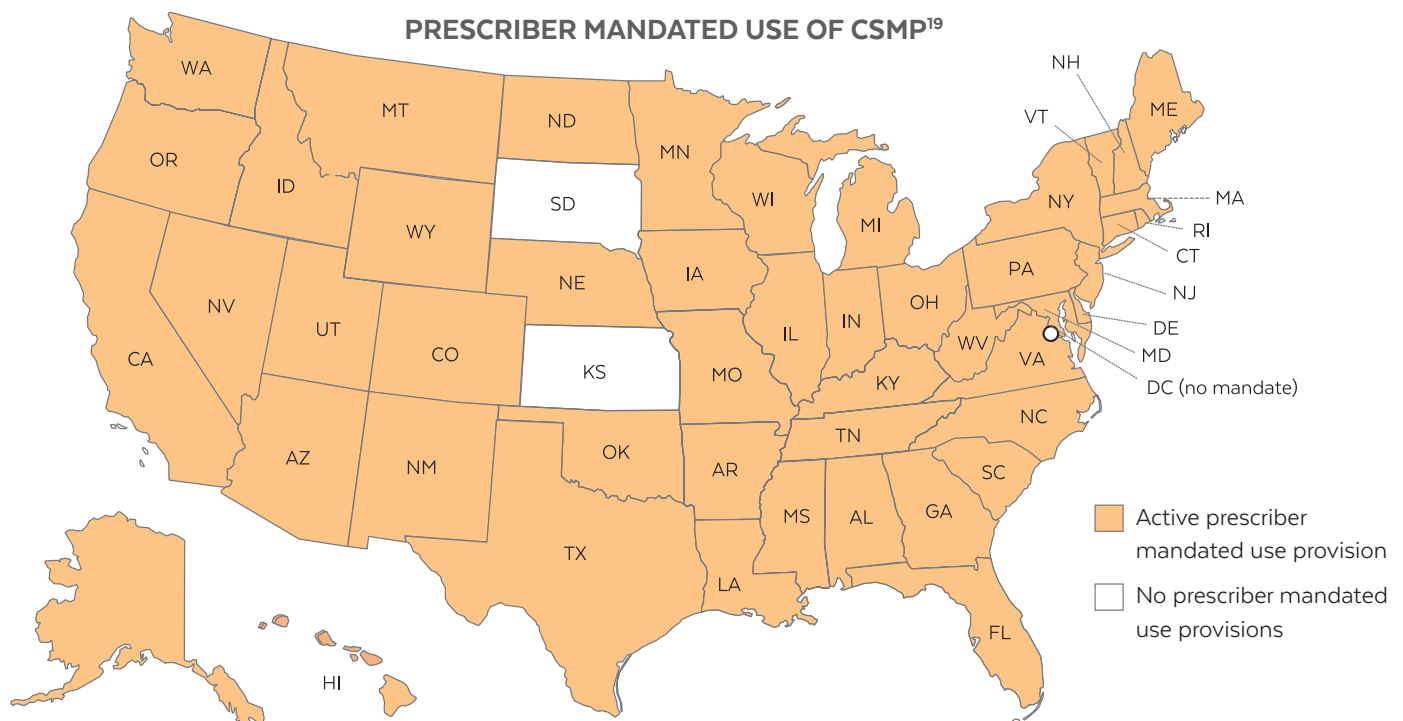 PRESCRIBER MANDATED USE OF CSMP¹⁹
WA
MT
ND
MN
OR
ID
SD
WI
MI
NH
VT
ME
NY
MA
RI
CT
WY
NE
IA
PA
NJ
NV
UT
CO
IL
IN
OH
DE
MD
WV
VA
DC (no mandate)
CA
KS
MO
KY
NC
TN
AZ
NM
OK
AR
SC
MS
AL
GA
TX
LA
FL
HI
Active prescriber
mandated use provision
No prescriber mandated
use provisions